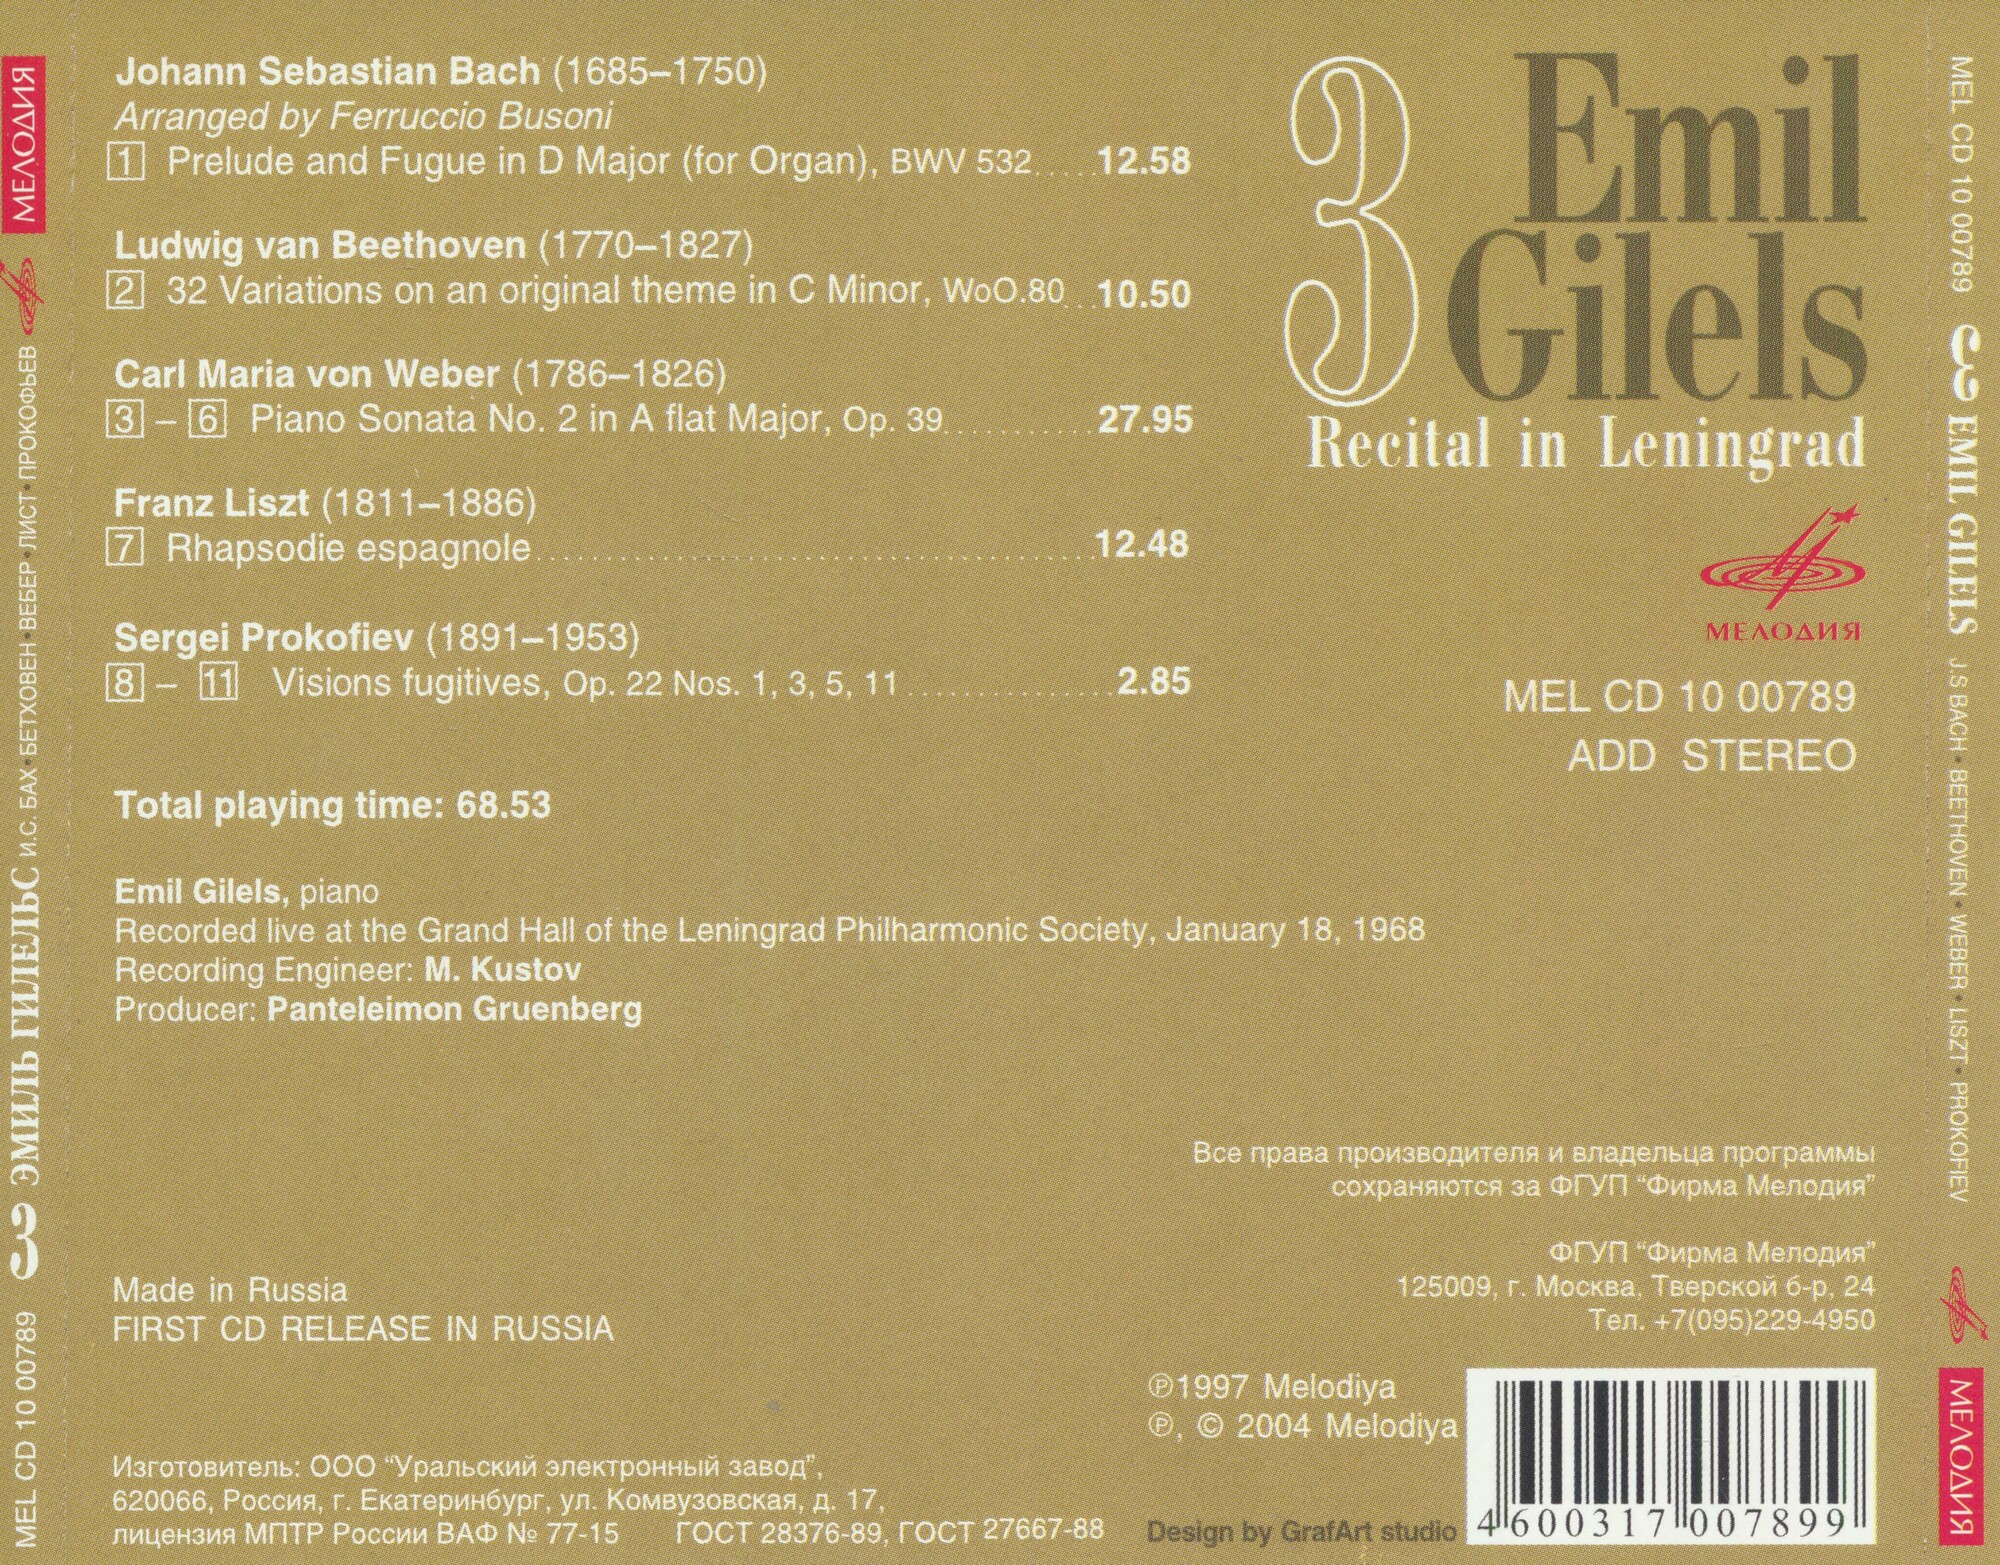 Johann Sebastian Bach (1685–1750)
Arranged by Ferruccio Busoni
1 Prelude and Fugue in D Major (for Organ), BWV 532.....12.58
Ludwig van Beethoven (1770–1827)
2 32 Variations on an original theme in C Minor, WoO.80...10.50
Carl Maria von Weber (1786–1826)
3 – 6 Piano Sonata No. 2 in A flat Major, Op. 39...........27.95
Franz Liszt (1811–1886)
7 Rhapsodie espagnole........................................12.48
Sergei Prokofiev (1891–1953)
8 – 11 Visions fugitives, Op. 22 Nos. 1, 3, 5, 11...............2.85
Total playing time: 68.53
Emil Gilels, piano
Recorded live at the Grand Hall of the Leningrad Philharmonic Society, January 18, 1968
Recording Engineer: M. Kustov
Producer: Panteleimon Gruenberg
Made in Russia
FIRST CD RELEASE IN RUSSIA
Изготовитель: ООО “Уральский электронный завод”,
620066, Россия, г. Екатеринбург, ул. Комвузовская, д. 17,
лицензия МПТР России ВАФ № 77-15 ГОСТ 28376-89, ГОСТ 27667-88
3 Emil
Gilels
Recital in Leningrad
МЕЛОДИЯ
MEL CD 10 00789
ADD STEREO
Все права производителя и владельца программы
сохраняются за ФГУП “Фирма Мелодия”
ФГУП “Фирма Мелодия”
125009, г. Москва, Тверской б-р, 24
Тел. +7(095)229-4950
℗1997 Melodiya
℗, © 2004 Melodiya
Design by GrafArt studio
4 600317 007899
MEL CD 10 00789 3 ЭМИЛЬ ГИЛЕЛЬС И.С. БАХ • БЕТХОВЕН • ВЕБЕР • ЛИСТ • ПРОКОФЬЕВ МЕЛОДИЯ
MEL CD 10 00789 3 EMIL GILELS J.S BACH • BEETHOVEN • WEBER • LISZT • PROKOFIEV МЕЛОДИЯ